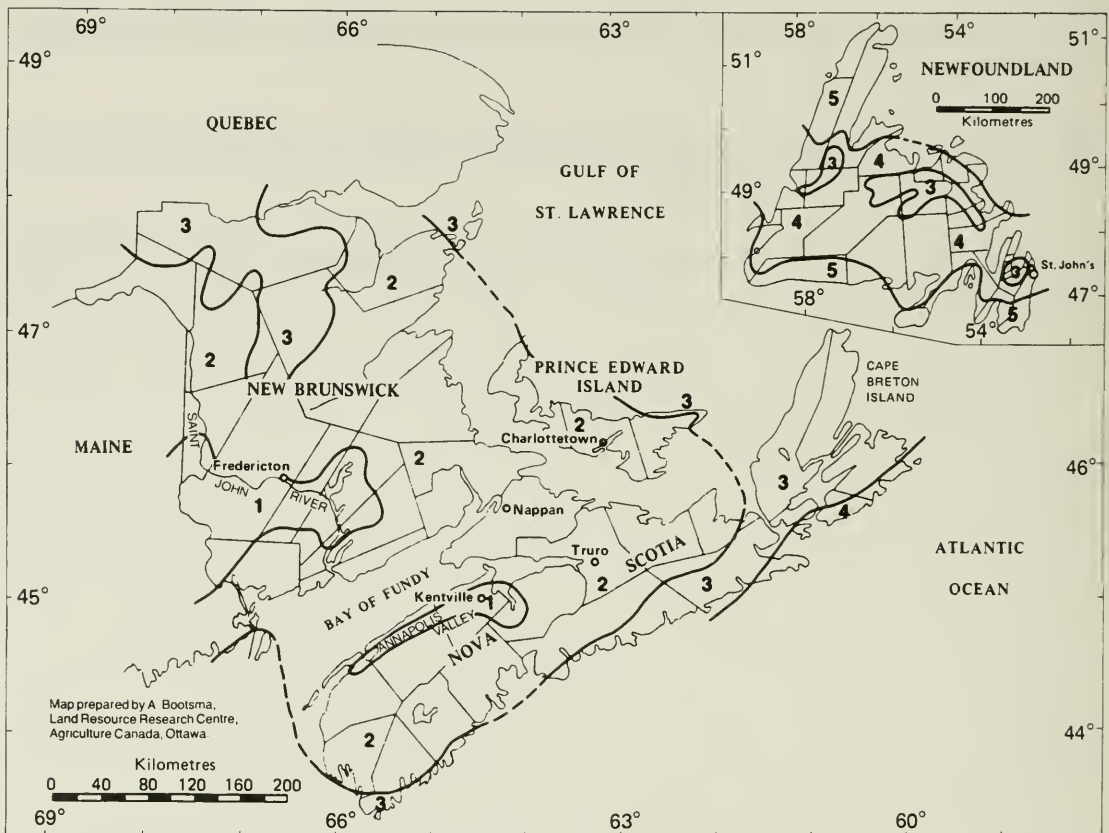 69°
66°
63°
58°
54°
51°
49°
51°
QUEBEC
NEWFOUNDLAND
0 100 200
Kilometres
5
4
3
3
49°
49°
4
4
5
3
St. John's
5
47°
58°
54°
GULF OF
ST. LAWRENCE
3
3
2
47°
3
2
NEW BRUNSWICK
PRINCE EDWARD
ISLAND
3
CAPE
BRETON
ISLAND
MAINE
SAINT
JOHN
RIVER
Fredericton
1
2
2
Charlottetown
46°
3
4
Nappan
Truro
SCOTIA
2
3
ATLANTIC
OCEAN
45°
45°
BAY OF FUNDY
Kentville
1
ANNAPOLIS
VALLEY
NOVA
2
3
44°
Map prepared by A Bootsma,
Land Resource Research Centre,
Agriculture Canada, Ottawa
Kilometres
0 40 80 120 160 200
69°
66°
63°
60°